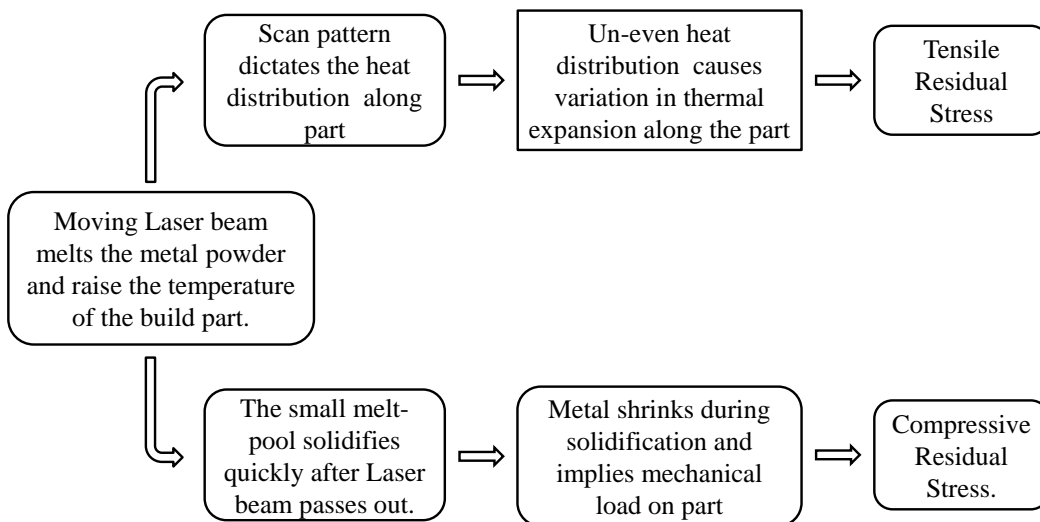 Scan pattern
dictates the heat
distribution along
part
Un-even heat
distribution causes
variation in thermal
expansion along the part
Tensile
Residual
Stress
Moving Laser beam
melts the metal powder
and raise the temperature
of the build part.
The small melt-
pool solidifies
quickly after Laser
beam passes out.
Metal shrinks during
solidification and
implies mechanical
load on part
Compressive
Residual
Stress.